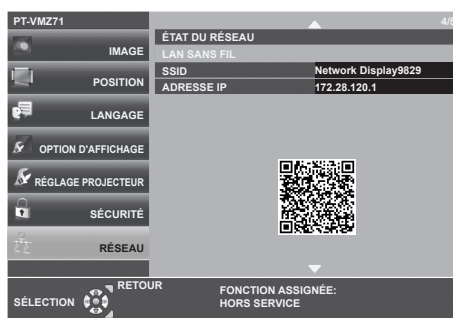 PT-VMZ71
4/5
ÉTAT DU RÉSEAU
IMAGE
LAN SANS FIL
SSID Network Display9829
POSITION
ADRESSE IP 172.28.120.1
LANGAGE
OPTION D'AFFICHAGE
RÉGLAGE PROJECTEUR
SÉCURITÉ
RÉSEAU
RETOUR
SÉLECTION
FONCTION ASSIGNÉE:
HORS SERVICE